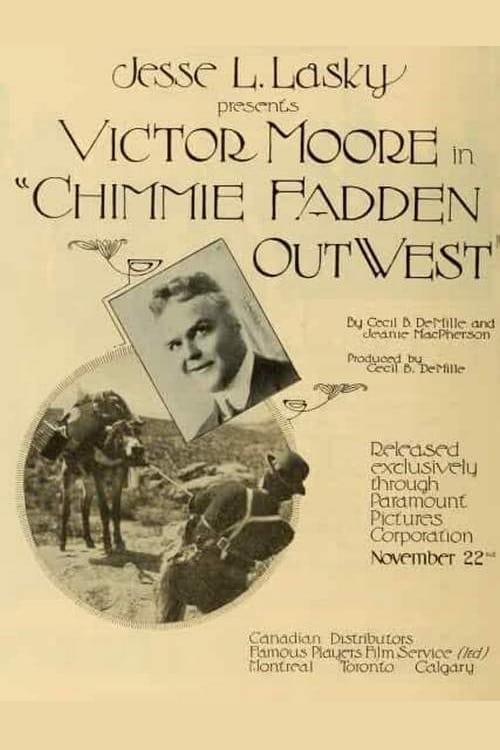 Jesse L. Lasky
presents
VICTOR MOORE in
"CHIMMIE FADDEN
OUT WEST"
By Cecil B. DeMille and
Jeanie MacPherson
Produced by
Cecil B. DeMille
Released
exclusively
through
Paramount
Pictures
Corporation
November 22nd
Canadian Distributors
Famous Players Film Service (ltd)
Montreal Toronto Calgary